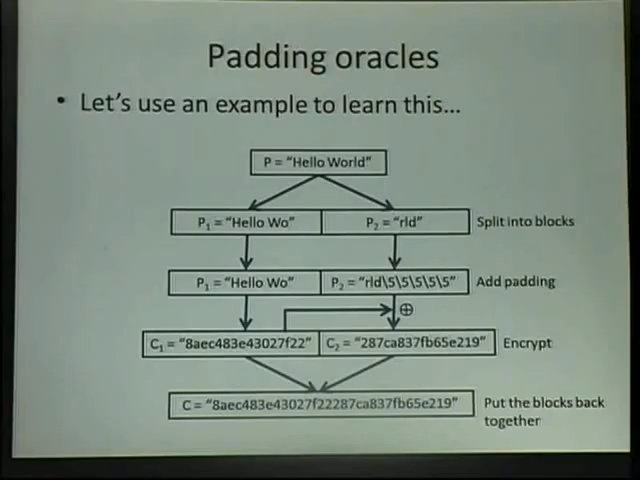 Padding oracles
• Let's use an example to learn this...
P = "Hello World"
P₁ = "Hello Wo" P₂ = "rld" Split into blocks
P₁ = "Hello Wo" P₂ = "rld\5\5\5\5\5" Add padding
⊕
C₁ = "8aec483e43027f22" C₂ = "287ca837fb65e219" Encrypt
C = "8aec483e43027f22287ca837fb65e219" Put the blocks back
together